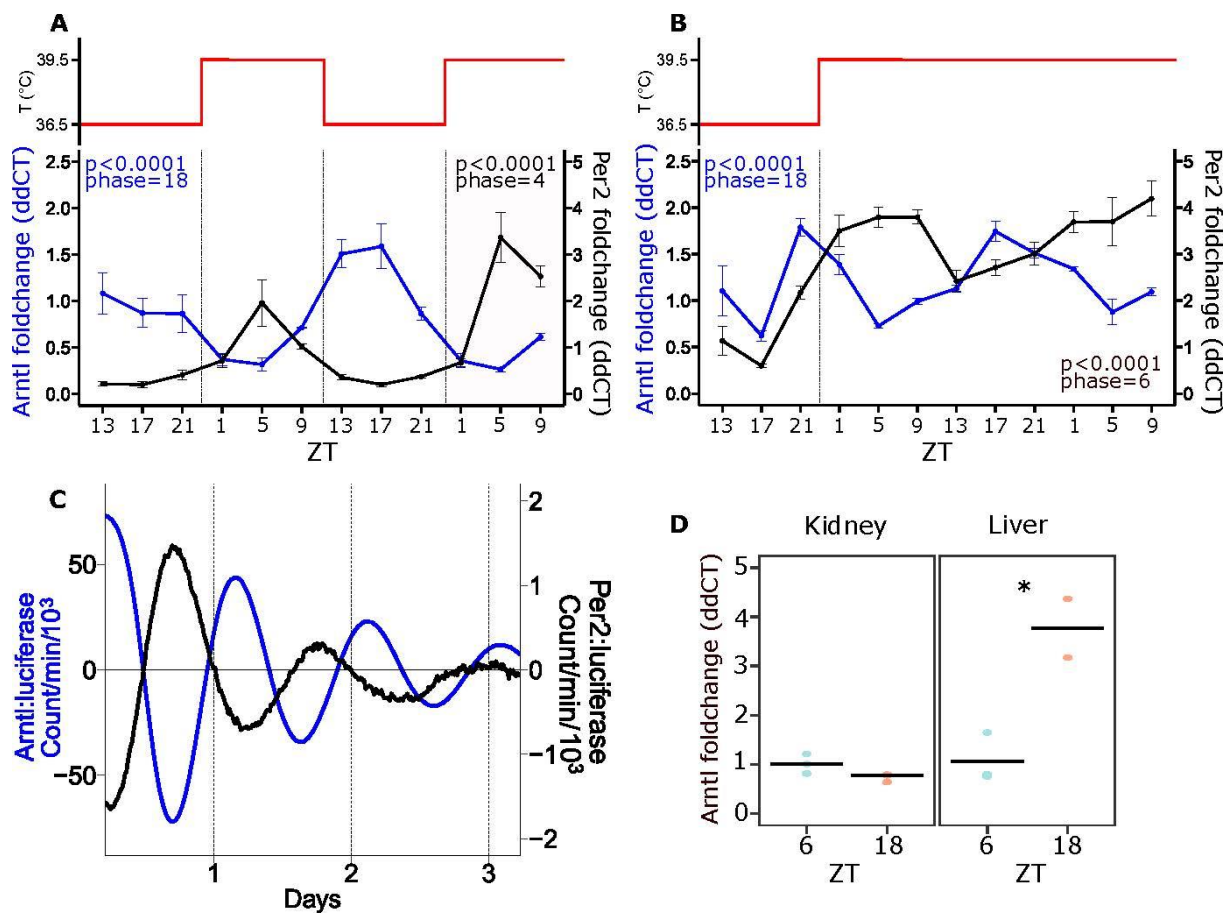 A
B
39.5
36.5
T (°C)
39.5
36.5
T (°C)
2.5
2.0
1.5
1.0
0.5
0.0
Arntl foldchange (ddCT)
p<0.0001
phase=18
p<0.0001
phase=4
5
4
3
2
1
0
Per2 foldchange (ddCT)
13 17 21 1 5 9 13 17 21 1 5 9
ZT
2.5
2.0
1.5
1.0
0.5
0.0
Arntl foldchange (ddCT)
p<0.0001
phase=18
p<0.0001
phase=6
5
4
3
2
1
0
Per2 foldchange (ddCT)
13 17 21 1 5 9 13 17 21 1 5 9
ZT
C
50
0
−50
Arntl:luciferase
Count/min/10³
2
1
0
−1
−2
Per2:luciferase
Count/min/10³
1 2 3
Days
D
Kidney Liver
5
4
3
2
1
0
Arntl foldchange (ddCT)
*
6 18 6 18
ZT ZT